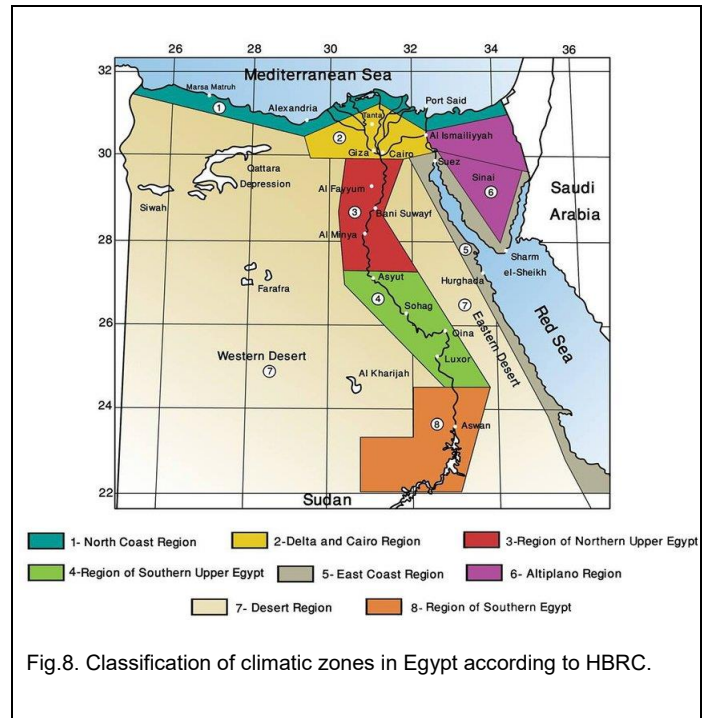 26 28 30 32 34 36
32
Mediterranean Sea
Marsa Matruh
1
Alexandria
Port Said
Tanta
Al Ismailiyyah
2
Giza
Cairo
30
Suez
Qattara
Depression
Sinai
6
Saudi
Arabia
Al Fayyum
Siwah
3
Bani Suwayf
28
Al Minya
5
Sharm
el-Sheikh
Asyut
Hurghada
Farafra
4
Sohag
7
Red Sea
26
Qina
Eastern Desert
Western Desert
Luxor
7
Al Kharijah
24
8
Aswan
22
Sudan
1- North Coast Region
2-Delta and Cairo Region
3-Region of Northern Upper Egypt
4-Region of Southern Upper Egypt
5- East Coast Region
6- Altiplano Region
7- Desert Region
8- Region of Southern Egypt
Fig.8. Classification of climatic zones in Egypt according to HBRC.